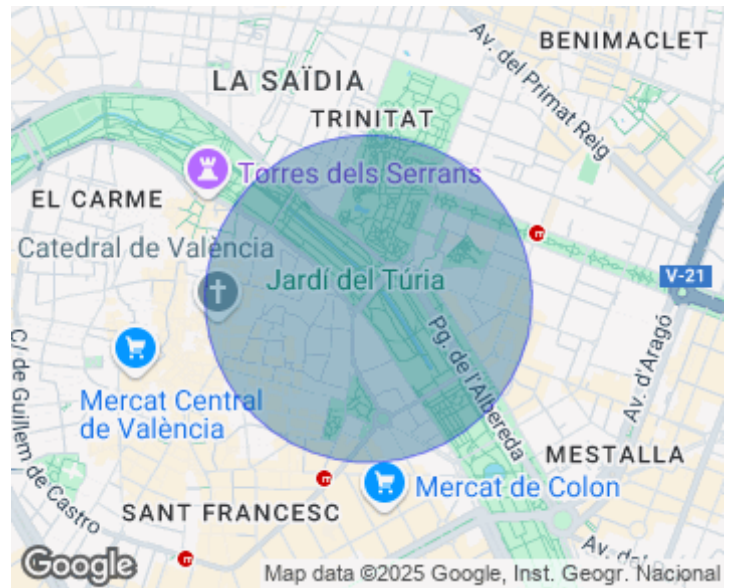 BENIMACLET
Av. del Primat Reig
LA SAÏDIA
TRINITAT
Torres dels Serrans
EL CARME
Catedral de València
Jardí del Túria
V-21
Pg. de l'Albereda
Av. d'Aragó
C/ de Guillem de Castro
Mercat Central
de València
MESTALLA
Mercat de Colon
SANT FRANCESC
Google
Av. de
Map data ©2025 Google, Inst. Geogr. Nacional